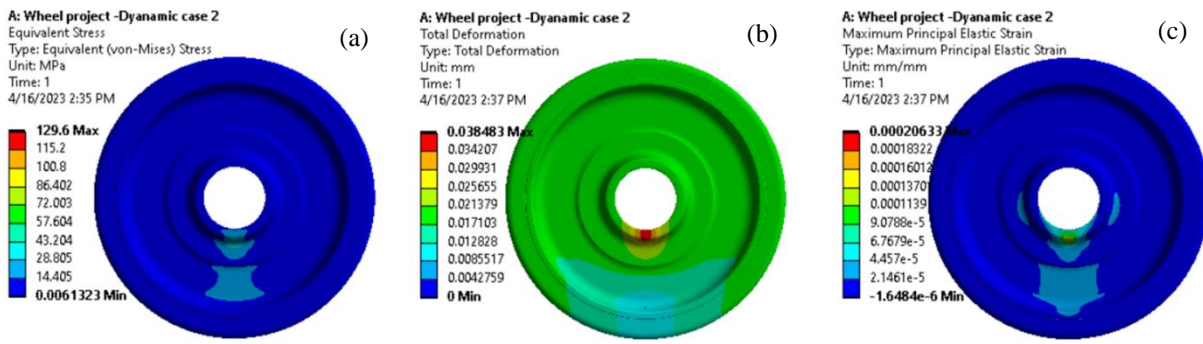 A: Wheel project -Dyanamic case 2
Equivalent Stress
Type: Equivalent (von-Mises) Stress
Unit: MPa
Time: 1
4/16/2023 2:35 PM
(a)
129.6 Max
115.2
100.8
86.402
72.003
57.604
43.204
28.805
14.405
0.0061323 Min
A: Wheel project -Dyanamic case 2
Total Deformation
Type: Total Deformation
Unit: mm
Time: 1
4/16/2023 2:37 PM
(b)
0.038483 Max
0.034207
0.029931
0.025655
0.021379
0.017103
0.012828
0.0085517
0.0042759
0 Min
A: Wheel project -Dyanamic case 2
Maximum Principal Elastic Strain
Type: Maximum Principal Elastic Strain
Unit: mm/mm
Time: 1
4/16/2023 2:37 PM
(c)
0.00020633 Max
0.00018322
0.00016012
0.00013701
0.0001139
9.0788e-5
6.7679e-5
4.457e-5
2.1461e-5
-1.6484e-6 Min